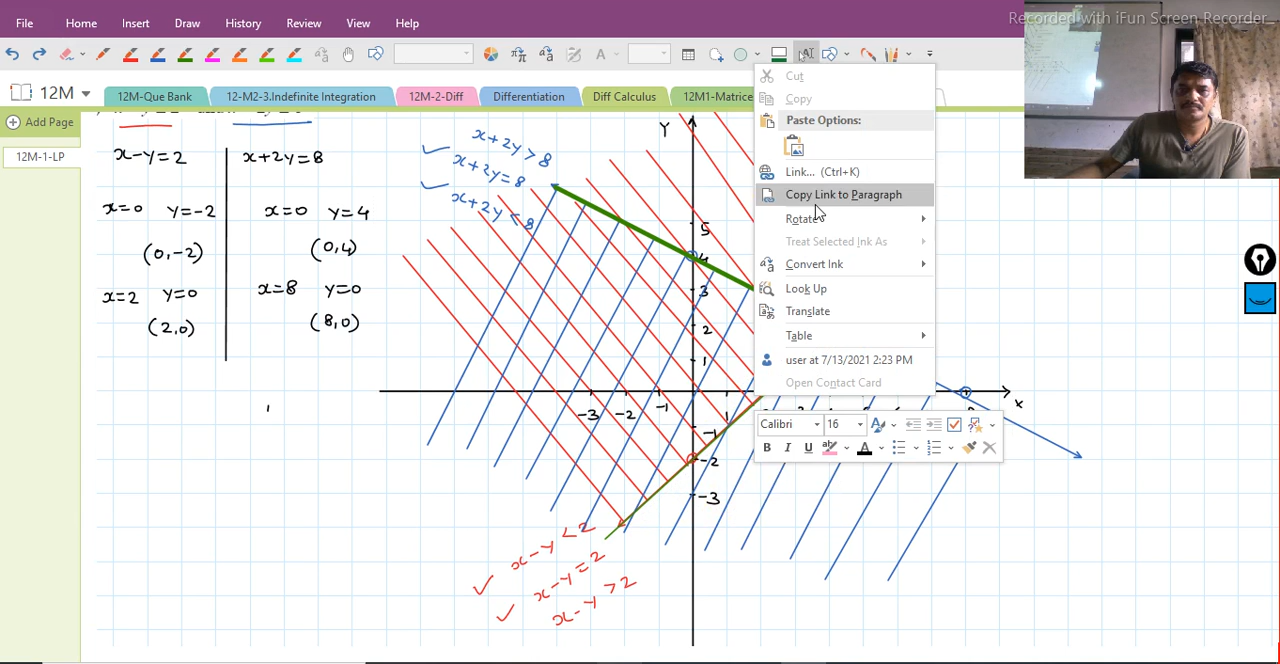 File Home Insert Draw History Review View Help
Recorded with iFun Screen Recorder
12M
12M-Que Bank
12-M2-3.Indefinite Integration
12M-2-Diff
Differentiation
Diff Calculus
12M1-Matrice
Add Page
12M-1-LP
x-y=2
x=0 y=-2
(0,-2)
x=2 y=0
(2,0)
x+2y=8
x=0 y=4
(0,4)
x=8 y=0
(8,0)
x+2y>8
x+2y=8
x+2y<8
Y
5
4
3
2
1
-3 -2 -1 1
x
-1
-2
-3
x-y<2
x-y=2
x-y>2
Cut
Copy
Paste Options:
Link... (Ctrl+K)
Copy Link to Paragraph
Rotate
Treat Selected Ink As
Convert Ink
Look Up
Translate
Table
user at 7/13/2021 2:23 PM
Open Contact Card
Calibri 16
B I U A